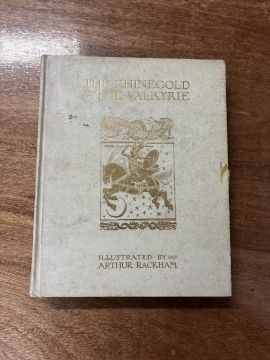 THE RHINEGOLD
& THE VALKYRIE
ILLUSTRATED BY
ARTHUR RACKHAM